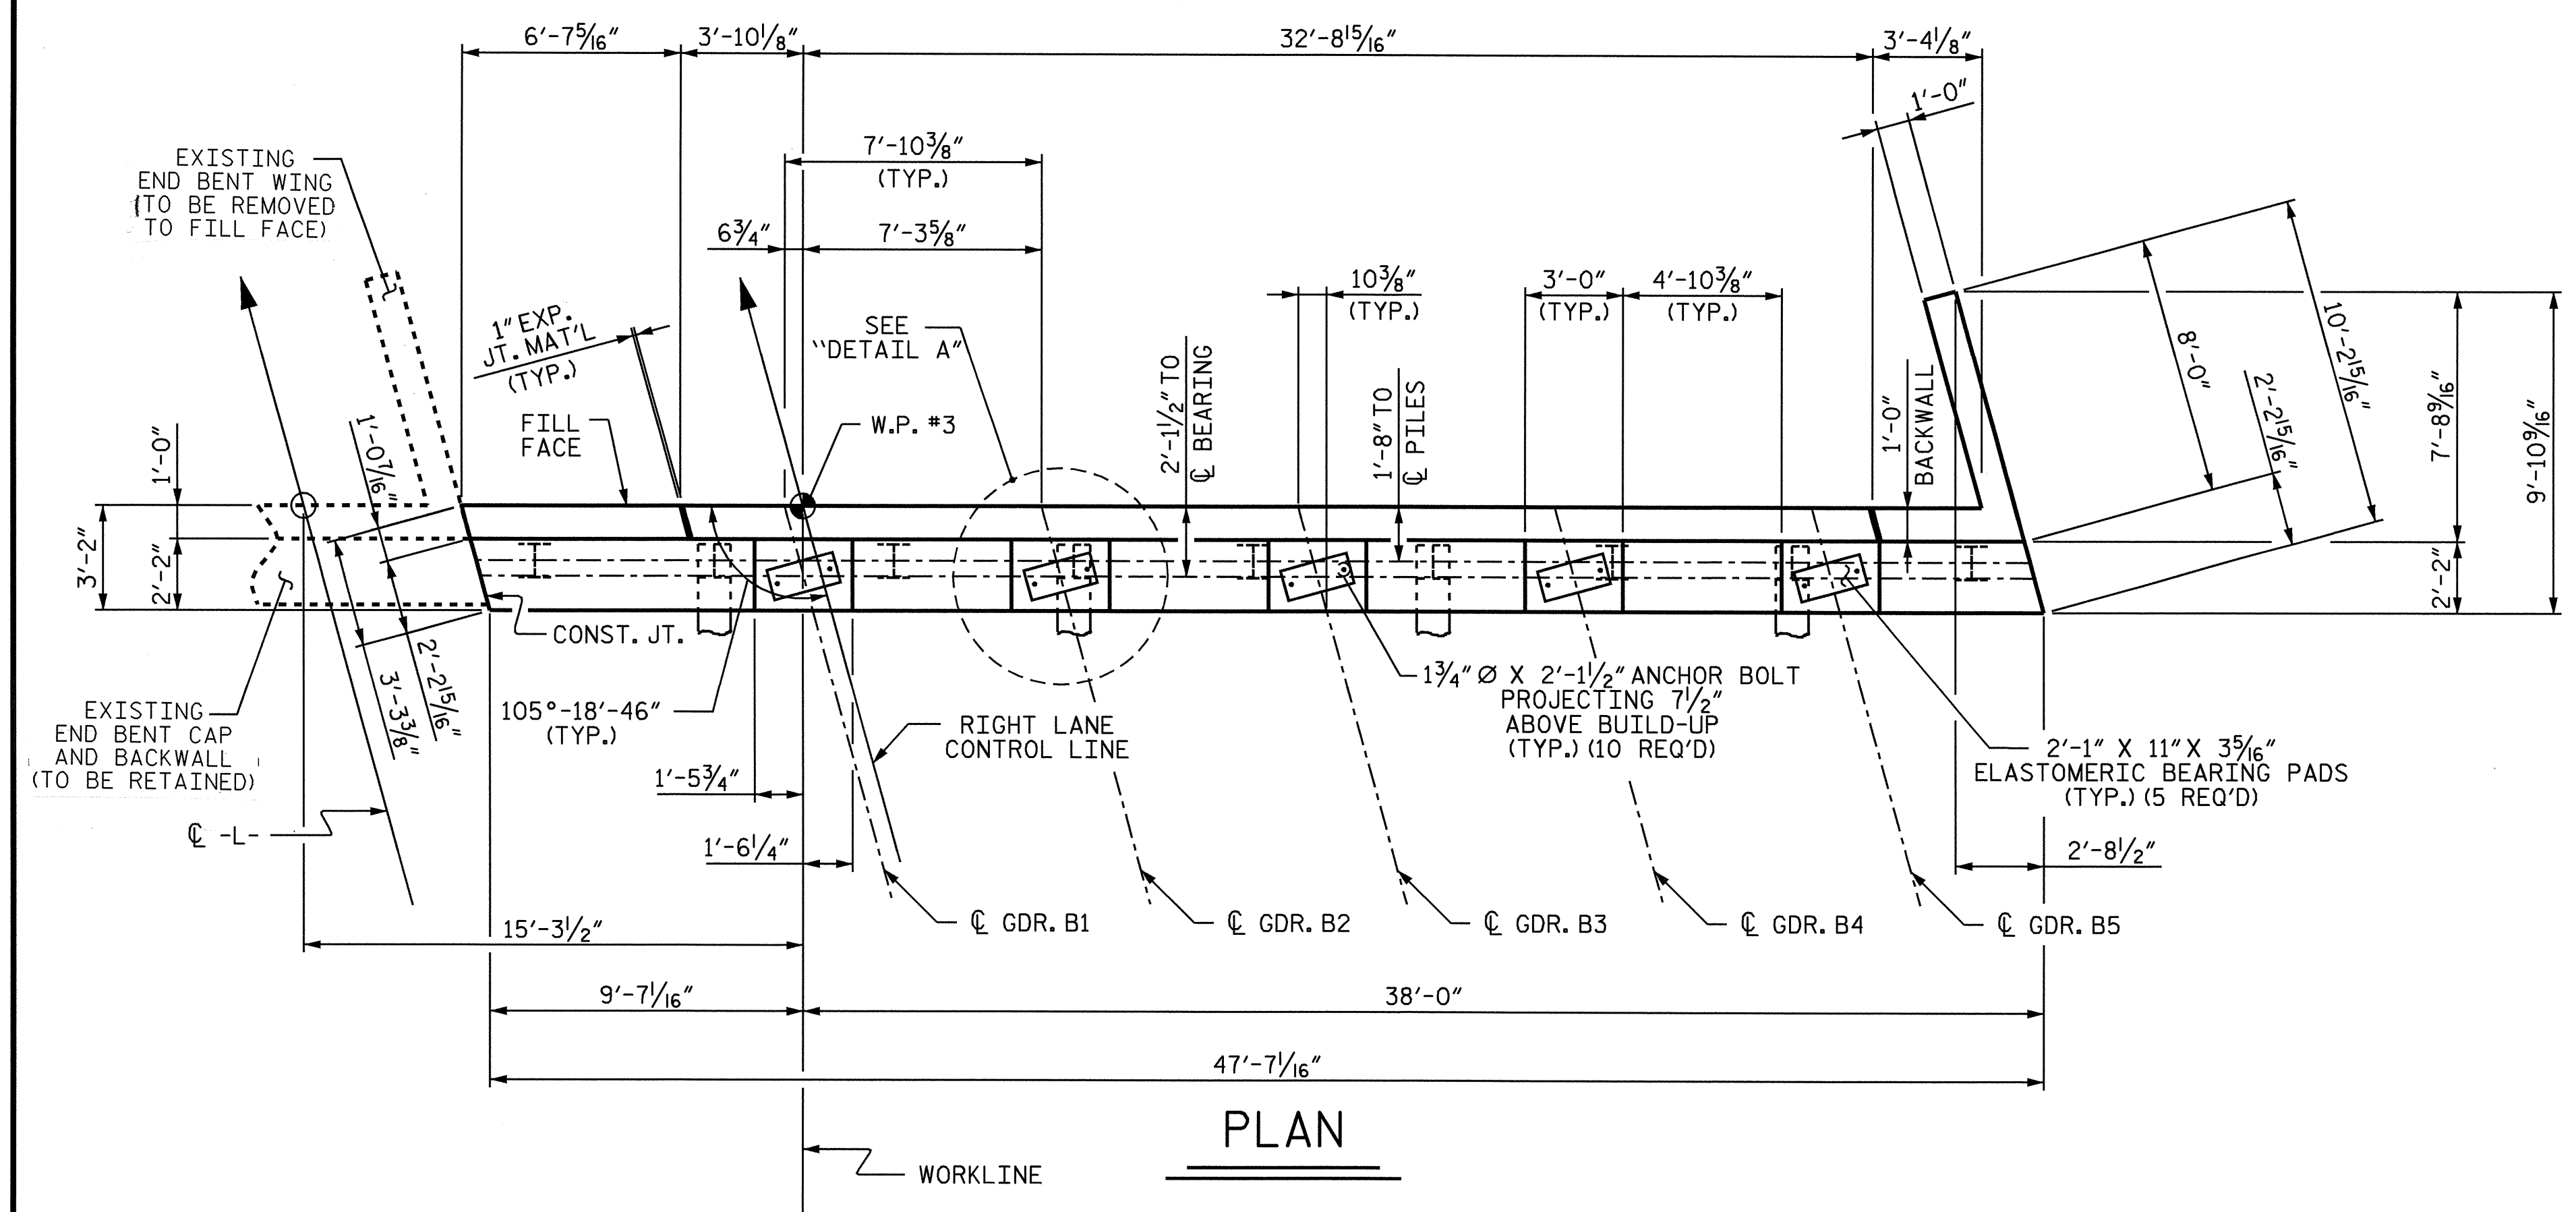 6'-7 5/16" 3'-10 1/8" 32'-8 15/16" 3'-4 1/8"
1'-0"
7'-10 3/8"
(TYP.)
EXISTING
END BENT WING
(TO BE REMOVED
TO FILL FACE)
6 3/4" 7'-3 5/8"
10 3/8"
(TYP.)
3'-0"
(TYP.)
4'-10 3/8"
(TYP.)
1" EXP.
JT. MAT'L
(TYP.)
SEE
"DETAIL A"
FILL
FACE
W.P. #3
2'-1 1/2" TO
℄ BEARING
1'-8" TO
℄ PILES
1'-0"
BACKWALL
8'-0"
10'-2 15/16"
2'-2 15/16"
7'-8 9/16"
9'-10 9/16"
2'-2"
1'-0"
3'-2"
2'-2"
1'-0 7/16"
2'-2 15/16"
3'-3 3/8"
CONST. JT.
105°-18'-46"
(TYP.)
EXISTING
END BENT CAP
AND BACKWALL
(TO BE RETAINED)
℄ -L-
RIGHT LANE
CONTROL LINE
1 3/4" Ø X 2'-1 1/2" ANCHOR BOLT
PROJECTING 7 1/2"
ABOVE BUILD-UP
(TYP.) (10 REQ'D)
2'-1" X 11" X 3 5/16"
ELASTOMERIC BEARING PADS
(TYP.) (5 REQ'D)
1'-5 3/4"
1'-6 1/4"
2'-8 1/2"
℄ GDR. B1
℄ GDR. B2
℄ GDR. B3
℄ GDR. B4
℄ GDR. B5
15'-3 1/2"
9'-7 1/16" 38'-0"
47'-7 1/16"
PLAN
WORKLINE